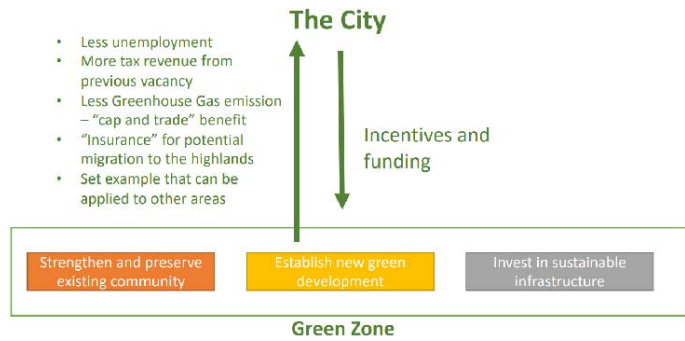 The City
• Less unemployment
• More tax revenue from
previous vacancy
• Less Greenhouse Gas emission
– “cap and trade” benefit
• “Insurance” for potential
migration to the highlands
• Set example that can be
applied to other areas
Incentives and
funding
Strengthen and preserve
existing community
Establish new green
development
Invest in sustainable
infrastructure
Green Zone